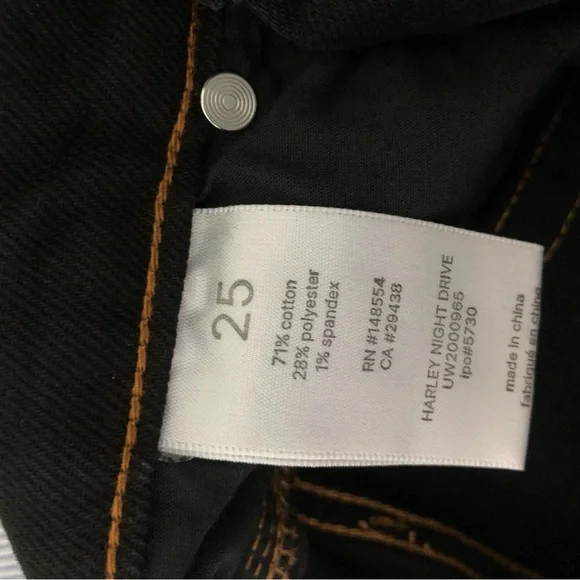 25
71% cotton
28% polyester
1% spandex
RN #148554
CA #29438
HARLEY NIGHT DRIVE
UW2000965
ipo#5730
made in china
fabriqué en chine